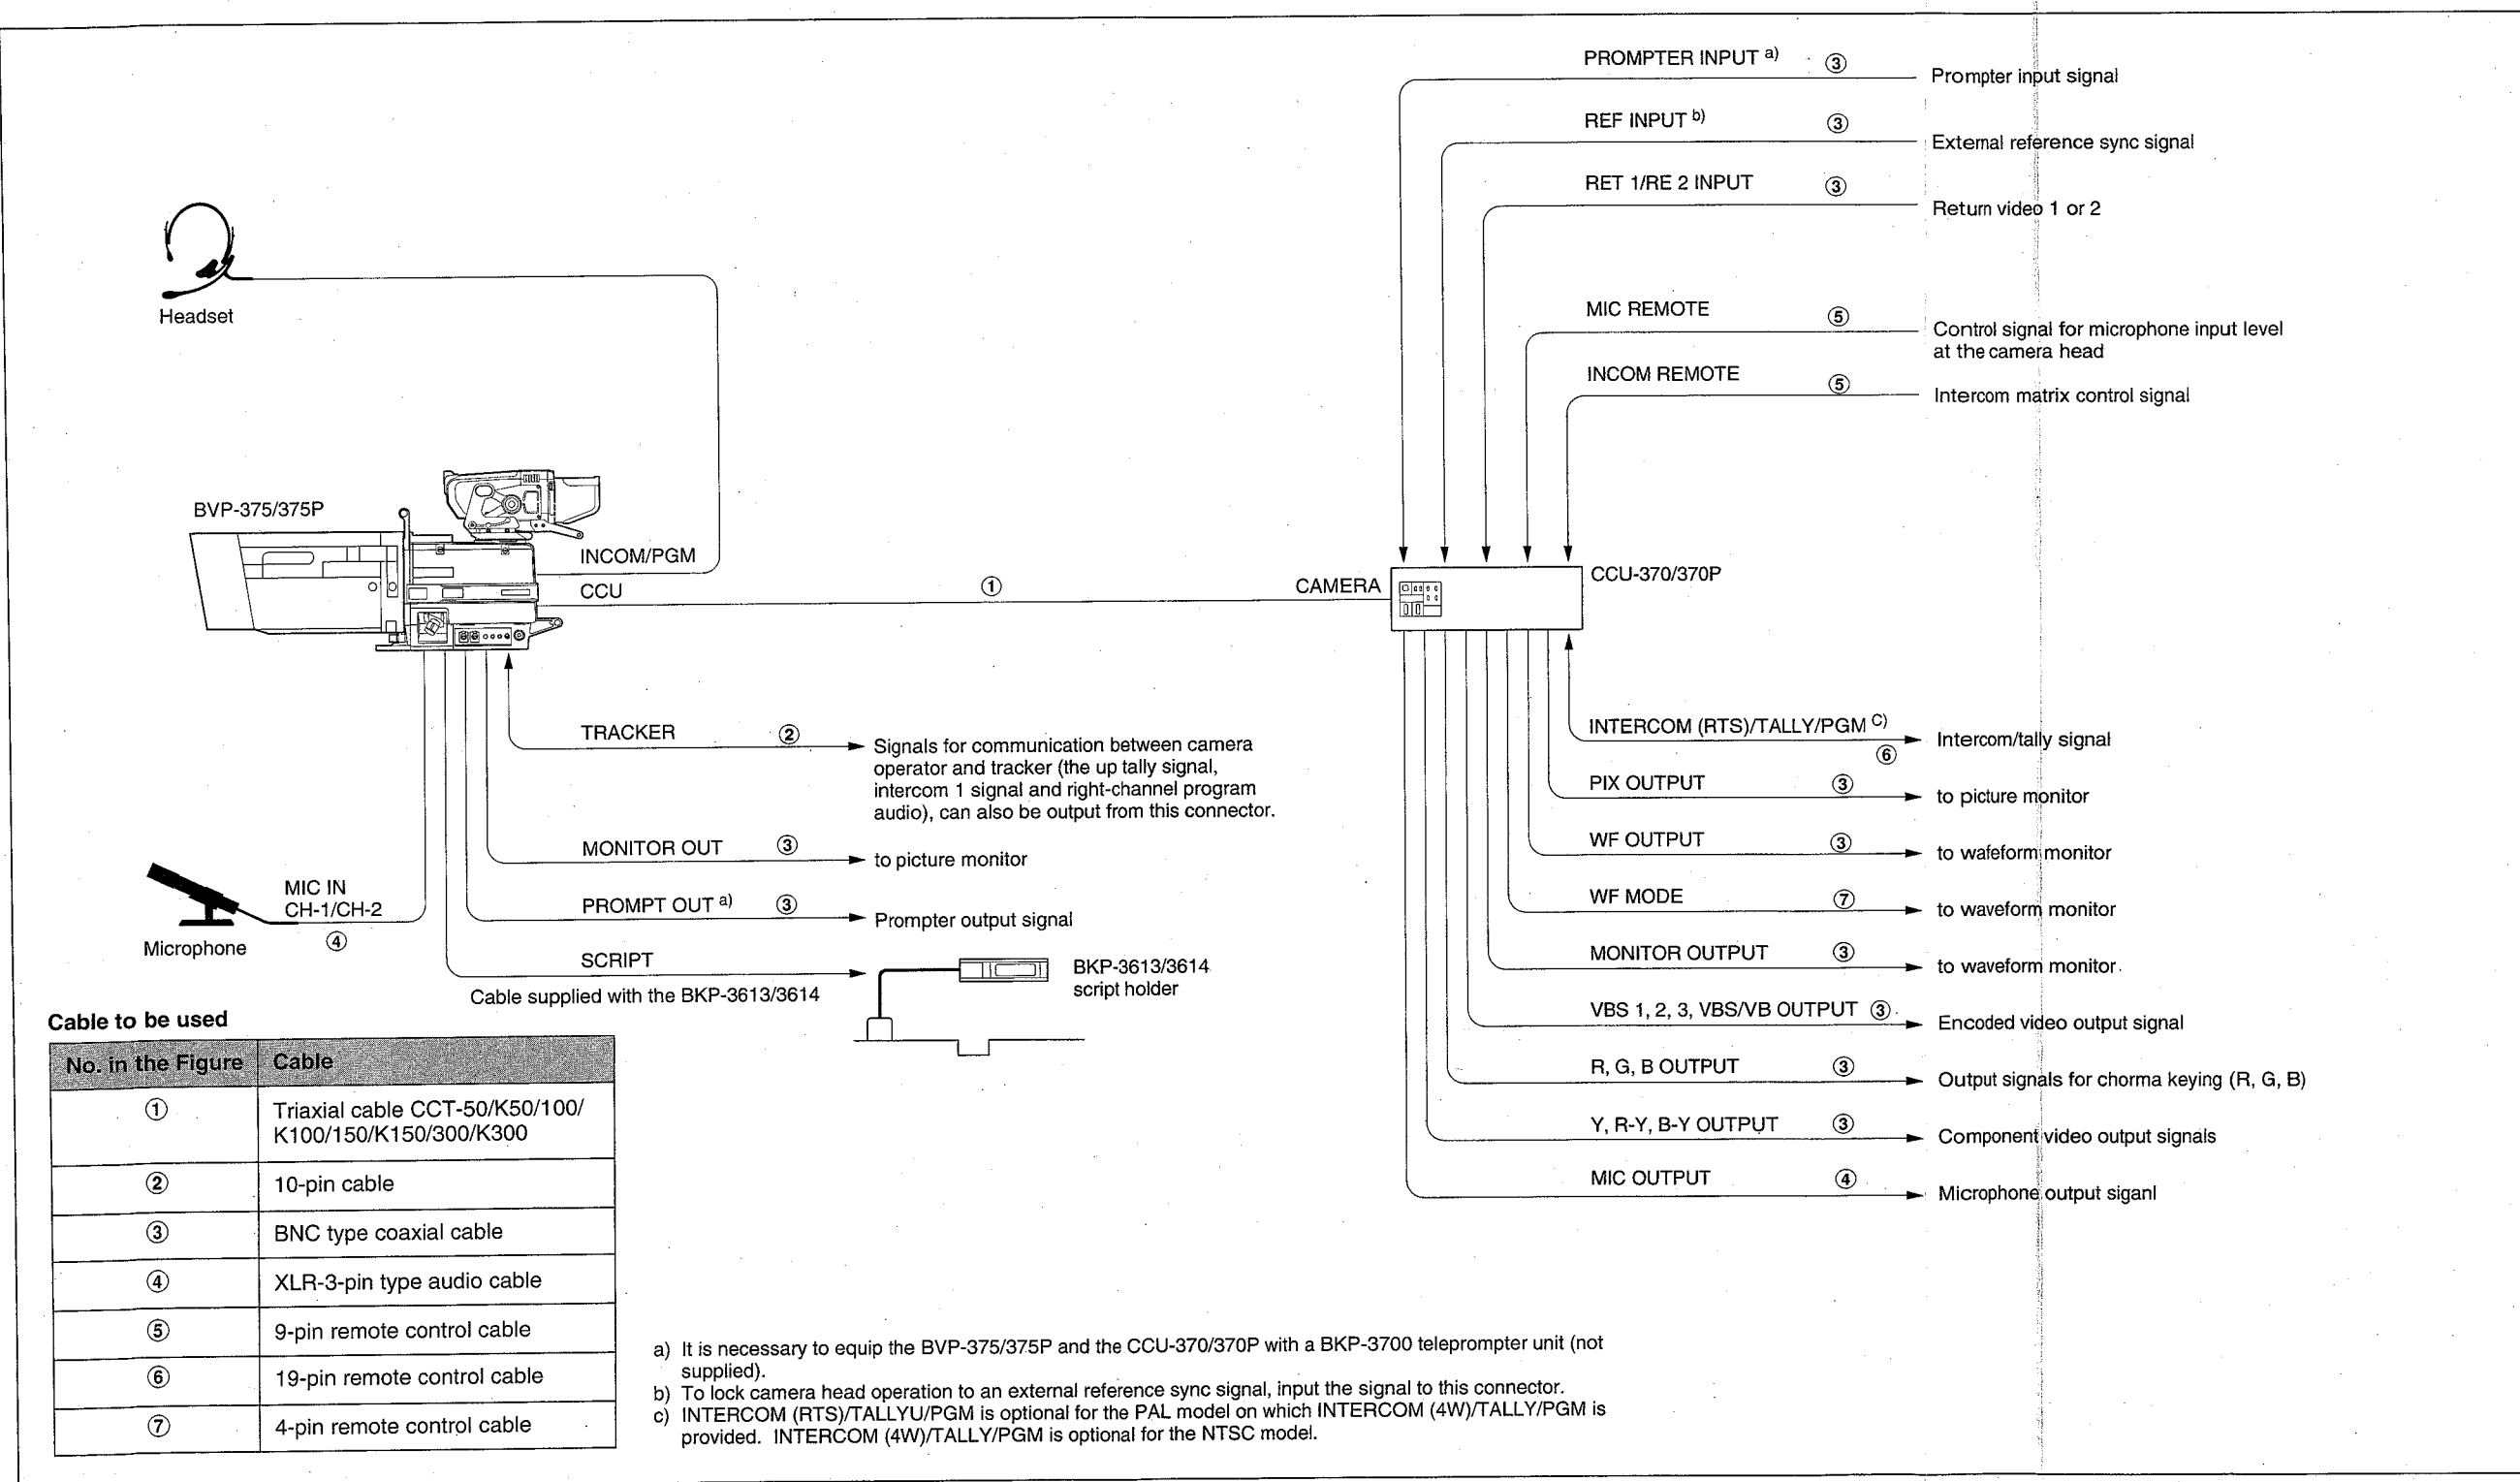 PROMPTER INPUT a) ③
Prompter input signal
REF INPUT b) ③
External reference sync signal
RET 1/RE 2 INPUT ③
Return video 1 or 2
MIC REMOTE ⑤
Control signal for microphone input level
at the camera head
INCOM REMOTE ⑤
Intercom matrix control signal
Headset
BVP-375/375P
INCOM/PGM
CCU
①
CAMERA
CCU-370/370P
TRACKER ②
Signals for communication between camera
operator and tracker (the up tally signal,
intercom 1 signal and right-channel program
audio), can also be output from this connector.
MONITOR OUT ③
to picture monitor
MIC IN
CH-1/CH-2
④
Microphone
PROMPT OUT a) ③
Prompter output signal
SCRIPT
Cable supplied with the BKP-3613/3614
BKP-3613/3614
script holder
INTERCOM (RTS)/TALLY/PGM C)
⑥
Intercom/tally signal
PIX OUTPUT ③
to picture monitor
WF OUTPUT ③
to wafeform monitor
WF MODE ⑦
to waveform monitor
MONITOR OUTPUT ③
to waveform monitor.
VBS 1, 2, 3, VBS/VB OUTPUT ③
Encoded video output signal
R, G, B OUTPUT ③
Output signals for chorma keying (R, G, B)
Y, R-Y, B-Y OUTPUT ③
Component video output signals
MIC OUTPUT ④
Microphone output siganl
Cable to be used
No. in the Figure Cable
① Triaxial cable CCT-50/K50/100/
K100/150/K150/300/K300
② 10-pin cable
③ BNC type coaxial cable
④ XLR-3-pin type audio cable
⑤ 9-pin remote control cable
⑥ 19-pin remote control cable
⑦ 4-pin remote control cable
a) It is necessary to equip the BVP-375/375P and the CCU-370/370P with a BKP-3700 teleprompter unit (not
supplied).
b) To lock camera head operation to an external reference sync signal, input the signal to this connector.
c) INTERCOM (RTS)/TALLYU/PGM is optional for the PAL model on which INTERCOM (4W)/TALLY/PGM is
provided. INTERCOM (4W)/TALLY/PGM is optional for the NTSC model.